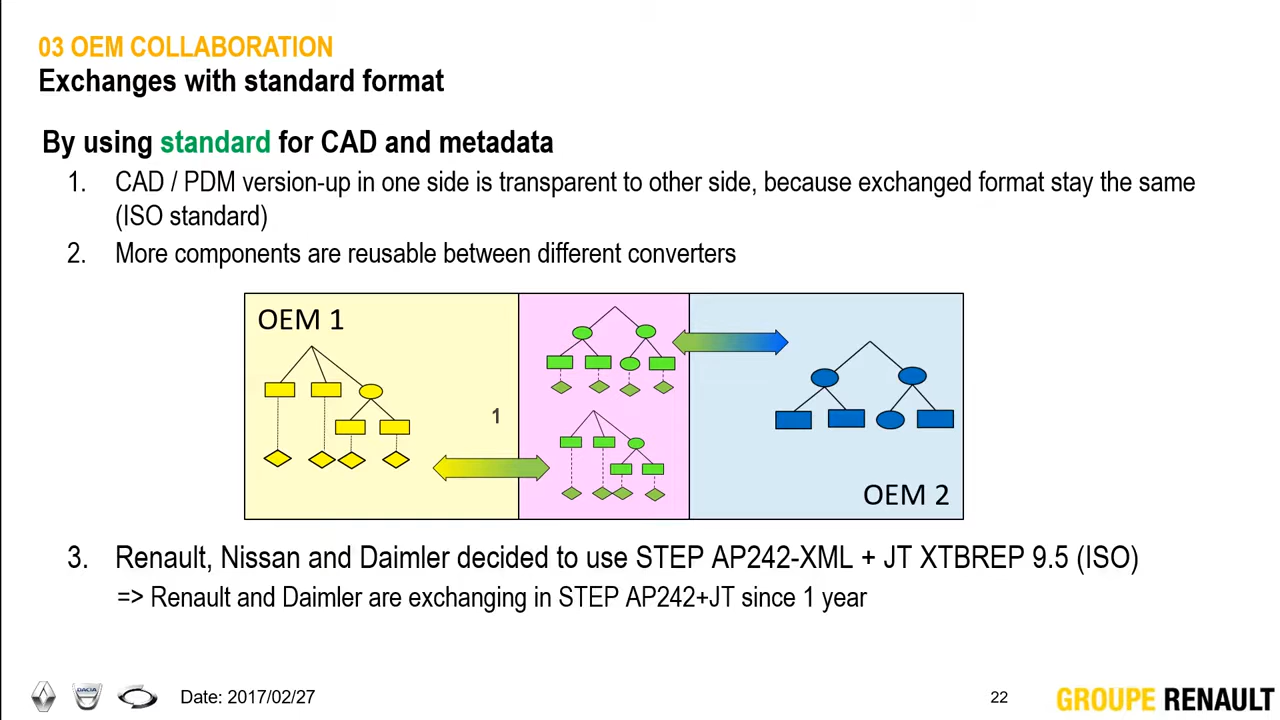 03 OEM COLLABORATION
Exchanges with standard format
By using standard for CAD and metadata
1. CAD / PDM version-up in one side is transparent to other side, because exchanged format stay the same
(ISO standard)
2. More components are reusable between different converters
OEM 1
1
OEM 2
3. Renault, Nissan and Daimler decided to use STEP AP242-XML + JT XTBREP 9.5 (ISO)
=> Renault and Daimler are exchanging in STEP AP242+JT since 1 year
DACIA
Date: 2017/02/27
22
GROUPE RENAULT